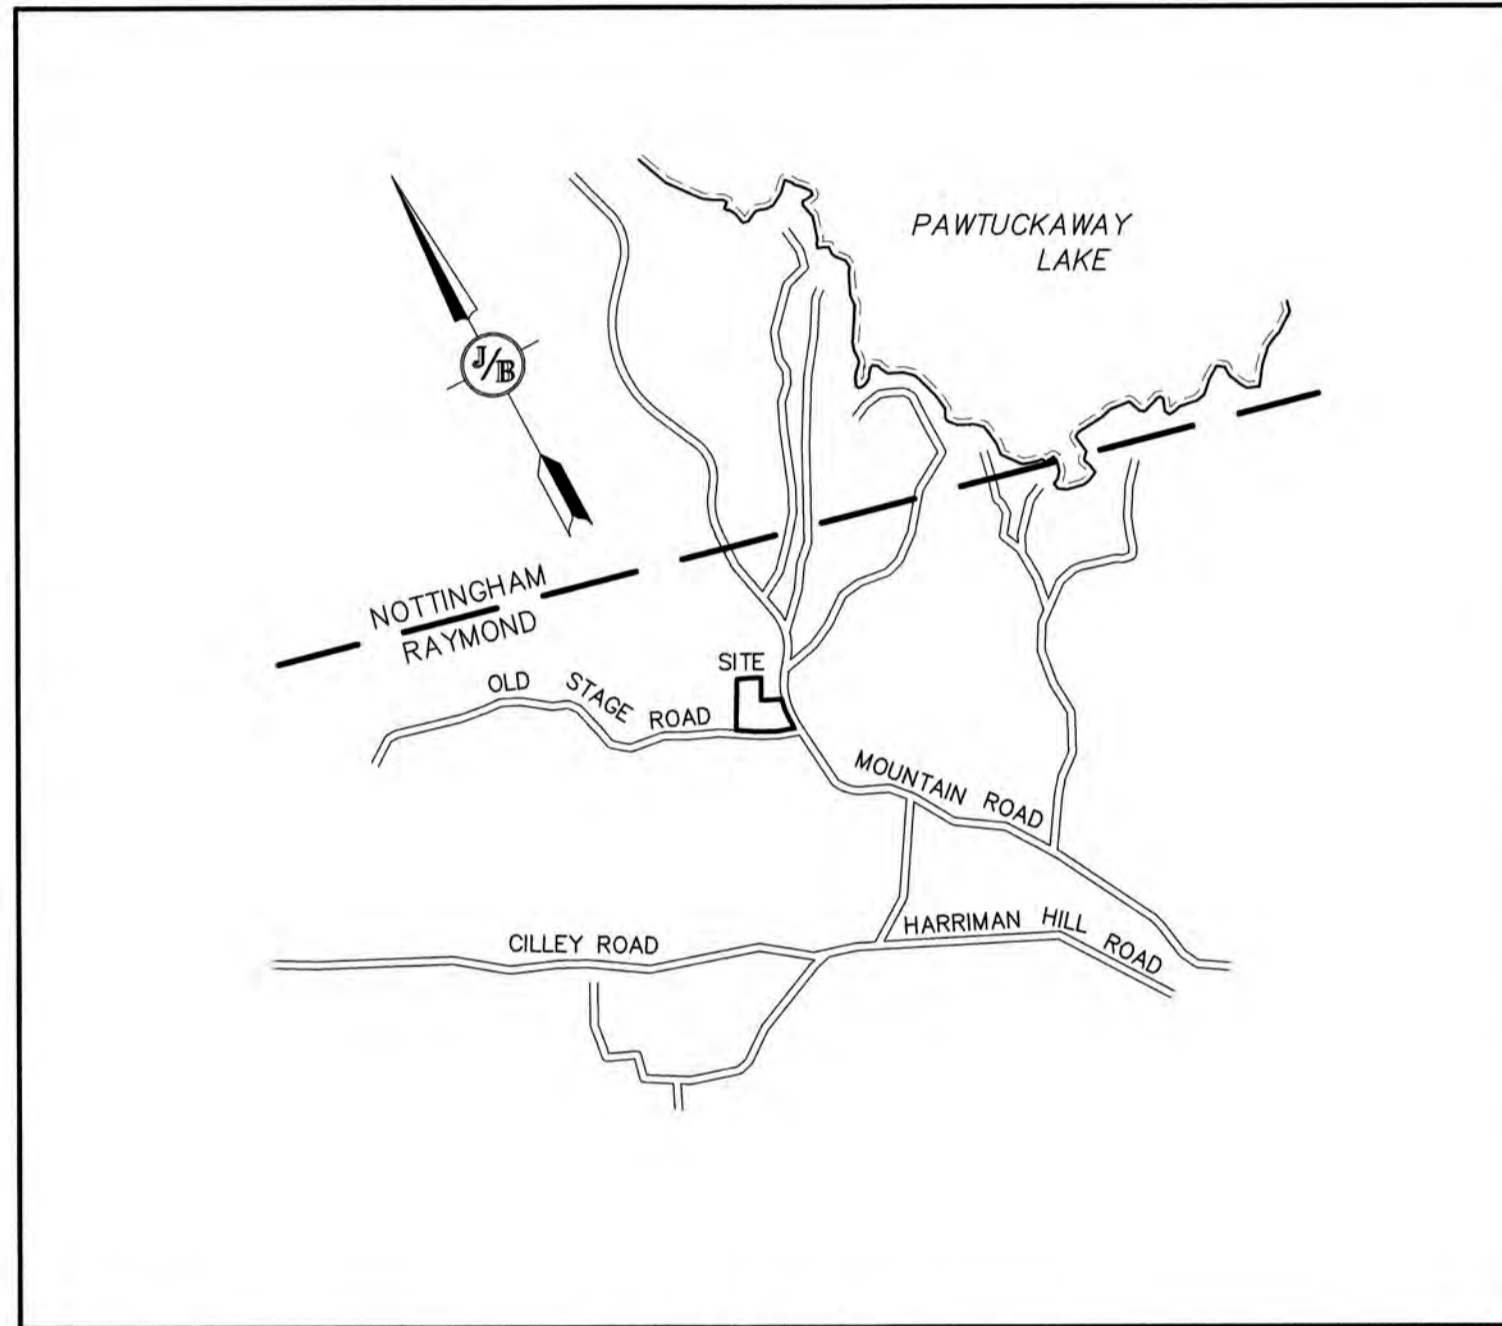 PAWTUCKAWAY
LAKE
J/B
NOTTINGHAM
RAYMOND
SITE
OLD STAGE ROAD
MOUNTAIN ROAD
HARRIMAN HILL ROAD
CILLEY ROAD